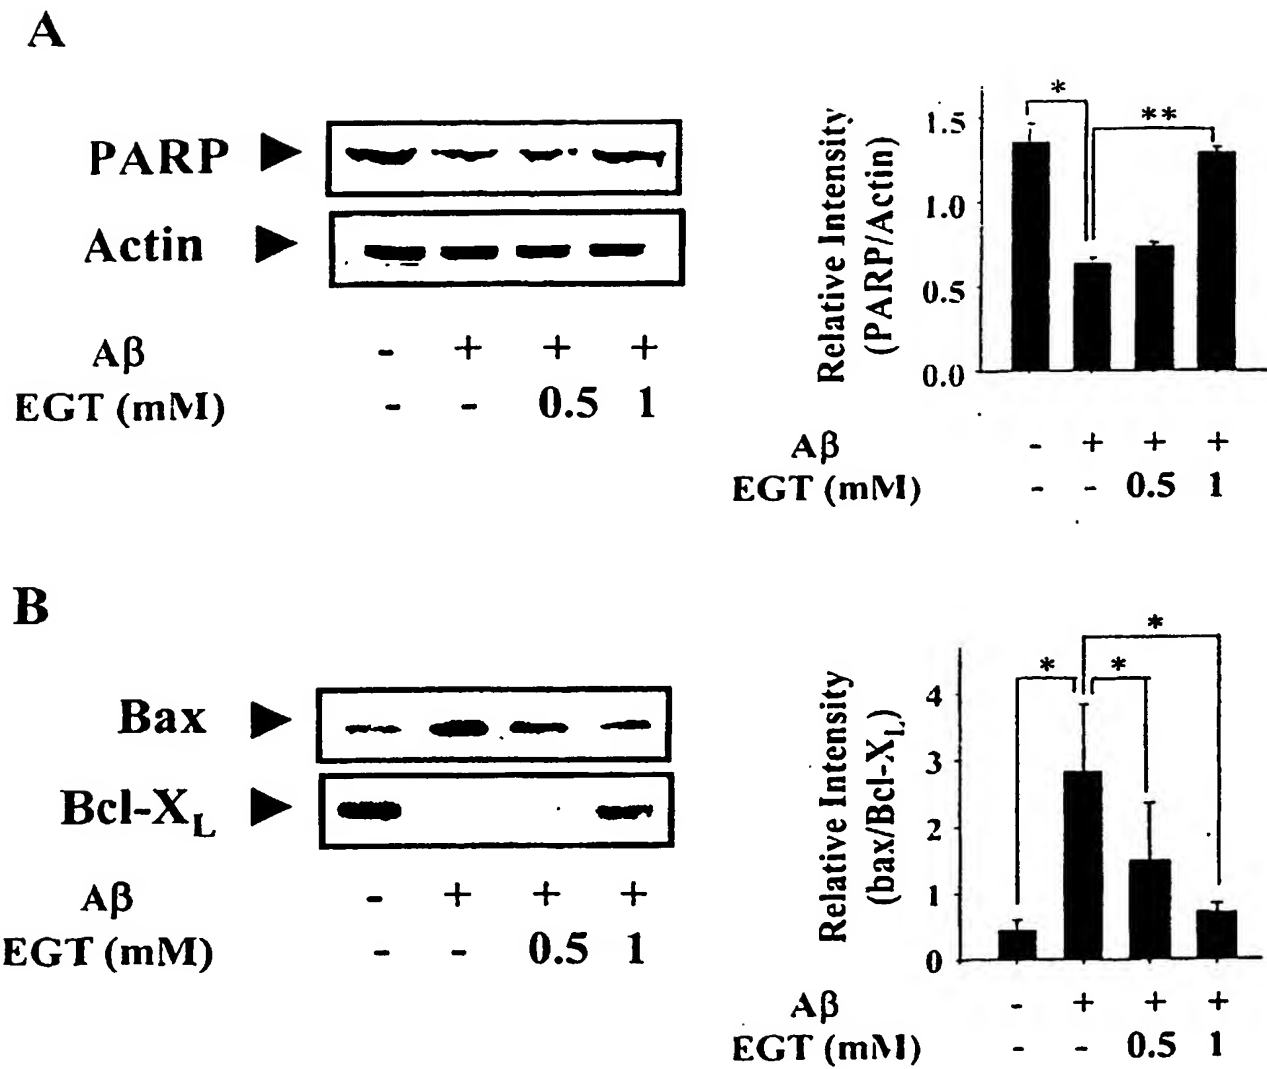 A
PARP
Actin
Aβ - + + +
EGT (mM) - - 0.5 1
Relative Intensity
(PARP/Actin)
1.5
1.0
0.5
0.0
* **
Aβ - + + +
EGT (mM) - - 0.5 1
B
Bax
Bcl-XL
Aβ - + + +
EGT (mM) - - 0.5 1
Relative Intensity
(bax/Bcl-XL)
4
3
2
1
0
*
* *
Aβ - + + +
EGT (mM) - - 0.5 1